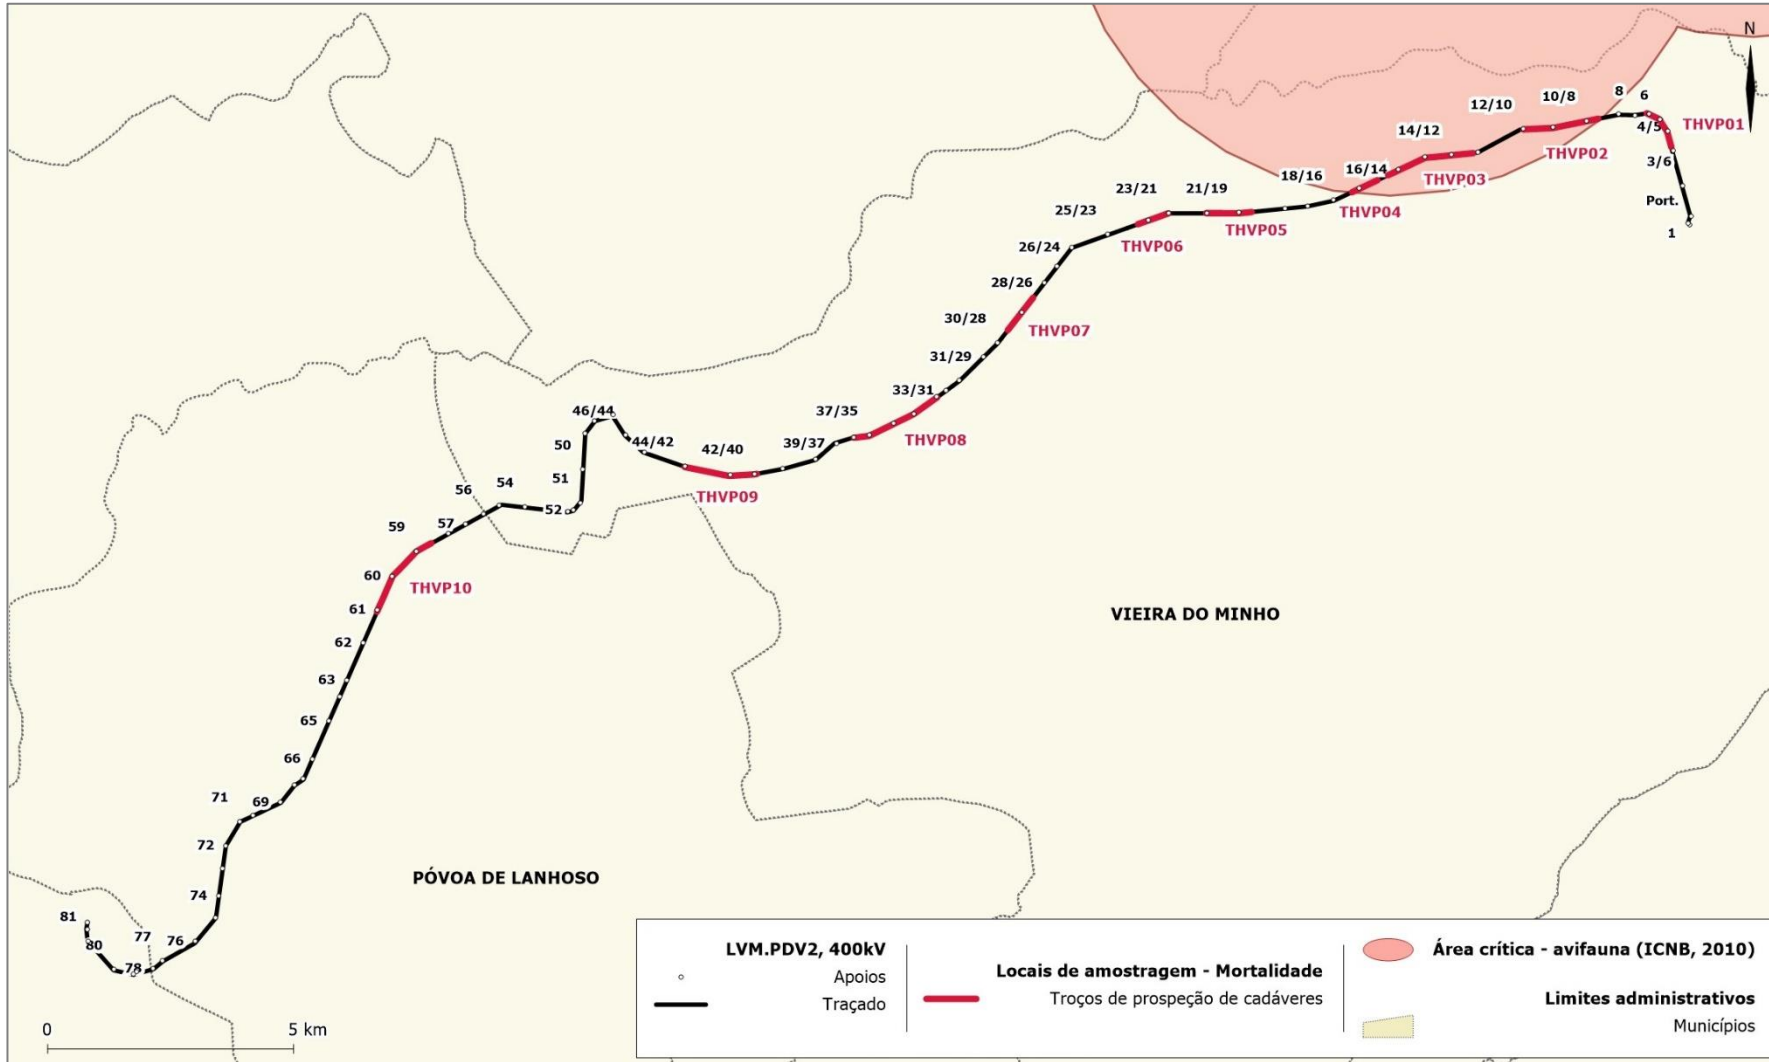 N
8
6
10/8
12/10
4/5
THVP01
14/12
THVP02
3/6
THVP03
16/14
18/16
Port.
23/21
21/19
THVP04
25/23
THVP05
1
THVP06
26/24
28/26
30/28
THVP07
31/29
33/31
46/44
37/35
50
44/42
42/40
39/37
THVP08
51
54
56
THVP09
52
57
59
60
THVP10
61
VIEIRA DO MINHO
62
63
65
66
71
69
72
PÓVOA DE LANHOSO
74
81
77
76
80
78
LVM.PDV2, 400kV
Apoios
Traçado
Locais de amostragem - Mortalidade
Troços de prospeção de cadáveres
Área crítica - avifauna (ICNB, 2010)
Limites administrativos
Municípios
0
5 km